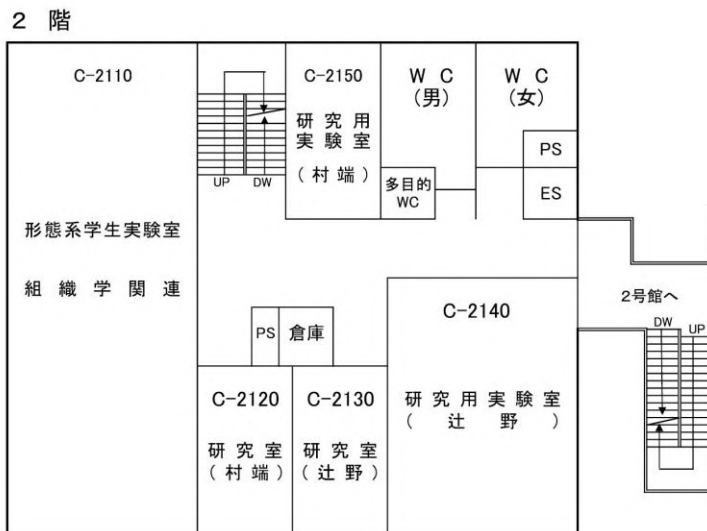 2 階
C-2110
形態系学生実験室
組織学関連
UP DW
C-2150
研究用
実験室
(村端)
WC
(男)
WC
(女)
PS
ES
多目的
WC
2号館へ
DW UP
PS
倉庫
C-2140
研究用実験室
(辻野)
C-2120
研究室
(村端)
C-2130
研究室
(辻野)